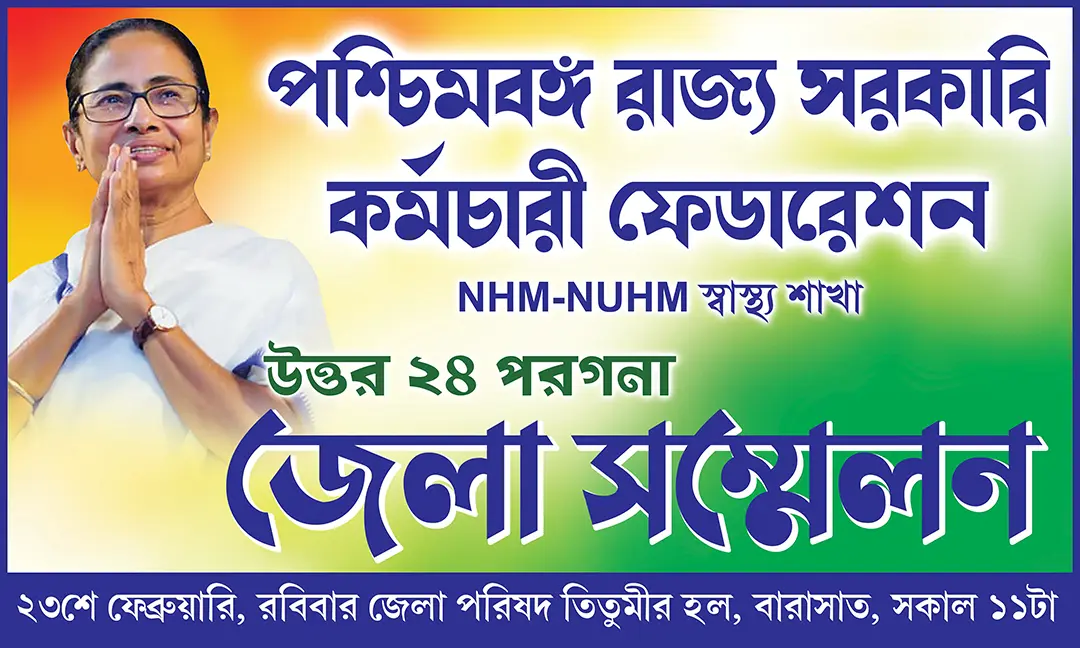 পশ্চিমবঙ্গ রাজ্য সরকারি
কর্মচারী ফেডারেশন
NHM-NUHM স্বাস্থ্য শাখা
উত্তর ২৪ পরগনা
জেলা সম্মেলন
২৩শে ফেব্রুয়ারি, রবিবার জেলা পরিষদ তিতুমীর হল, বারাসাত, সকাল ১১টা